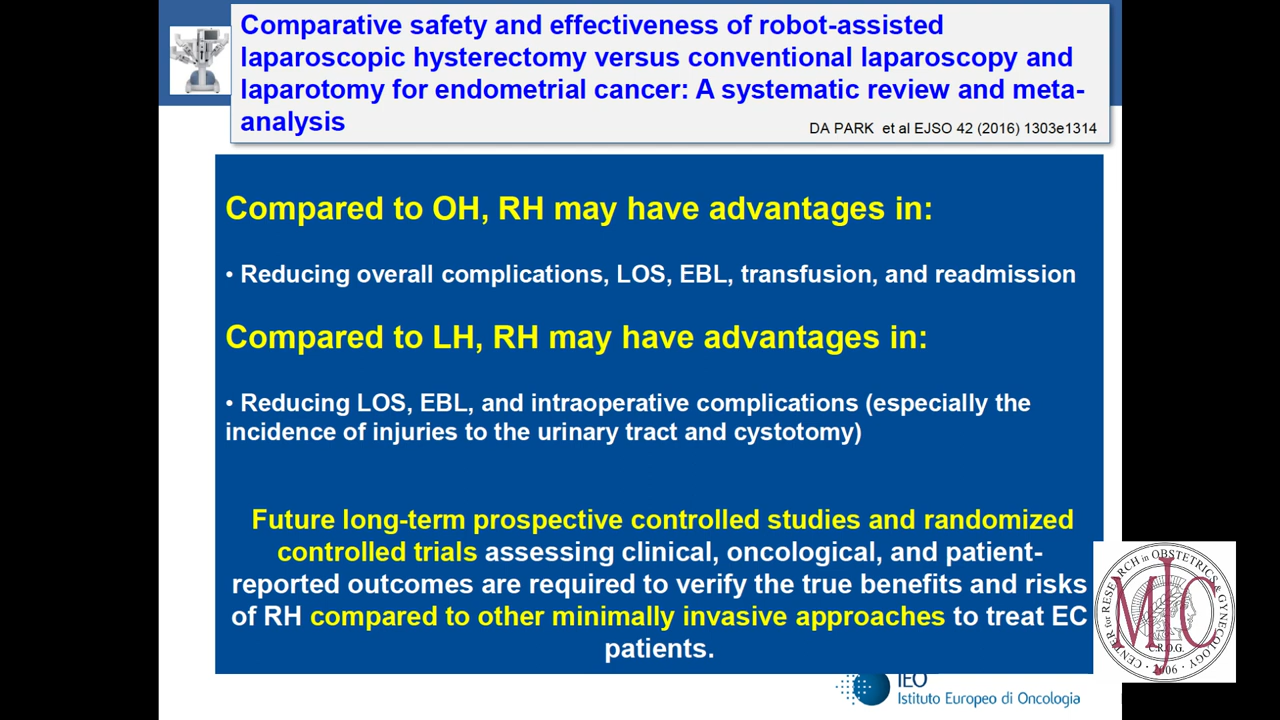 Comparative safety and effectiveness of robot-assisted
laparoscopic hysterectomy versus conventional laparoscopy and
laparotomy for endometrial cancer: A systematic review and meta-
analysis
DA PARK et al EJSO 42 (2016) 1303e1314
Compared to OH, RH may have advantages in:
• Reducing overall complications, LOS, EBL, transfusion, and readmission
Compared to LH, RH may have advantages in:
• Reducing LOS, EBL, and intraoperative complications (especially the
incidence of injuries to the urinary tract and cystotomy)
Future long-term prospective controlled studies and randomized
controlled trials assessing clinical, oncological, and patient-
reported outcomes are required to verify the true benefits and risks
of RH compared to other minimally invasive approaches to treat EC
patients.
CENTER for RESEARCH in OBSTETRICS & GYNECOLOGY
MJC
C.R.O.G.
2006
IEO
Istituto Europeo di Oncologia